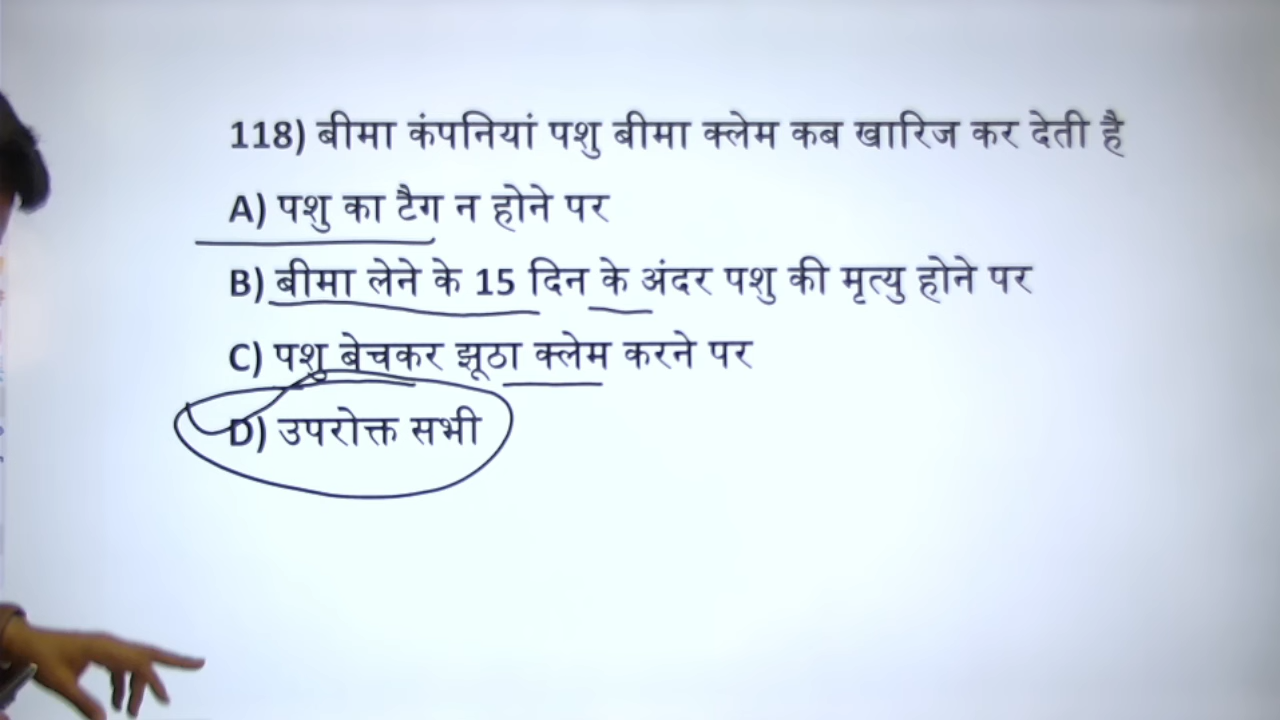 118) बीमा कंपनियां पशु बीमा क्लेम कब खारिज कर देती है
A) पशु का टैग न होने पर
B) बीमा लेने के 15 दिन के अंदर पशु की मृत्यु होने पर
C) पशु बेचकर झूठा क्लेम करने पर
D) उपरोक्त सभी